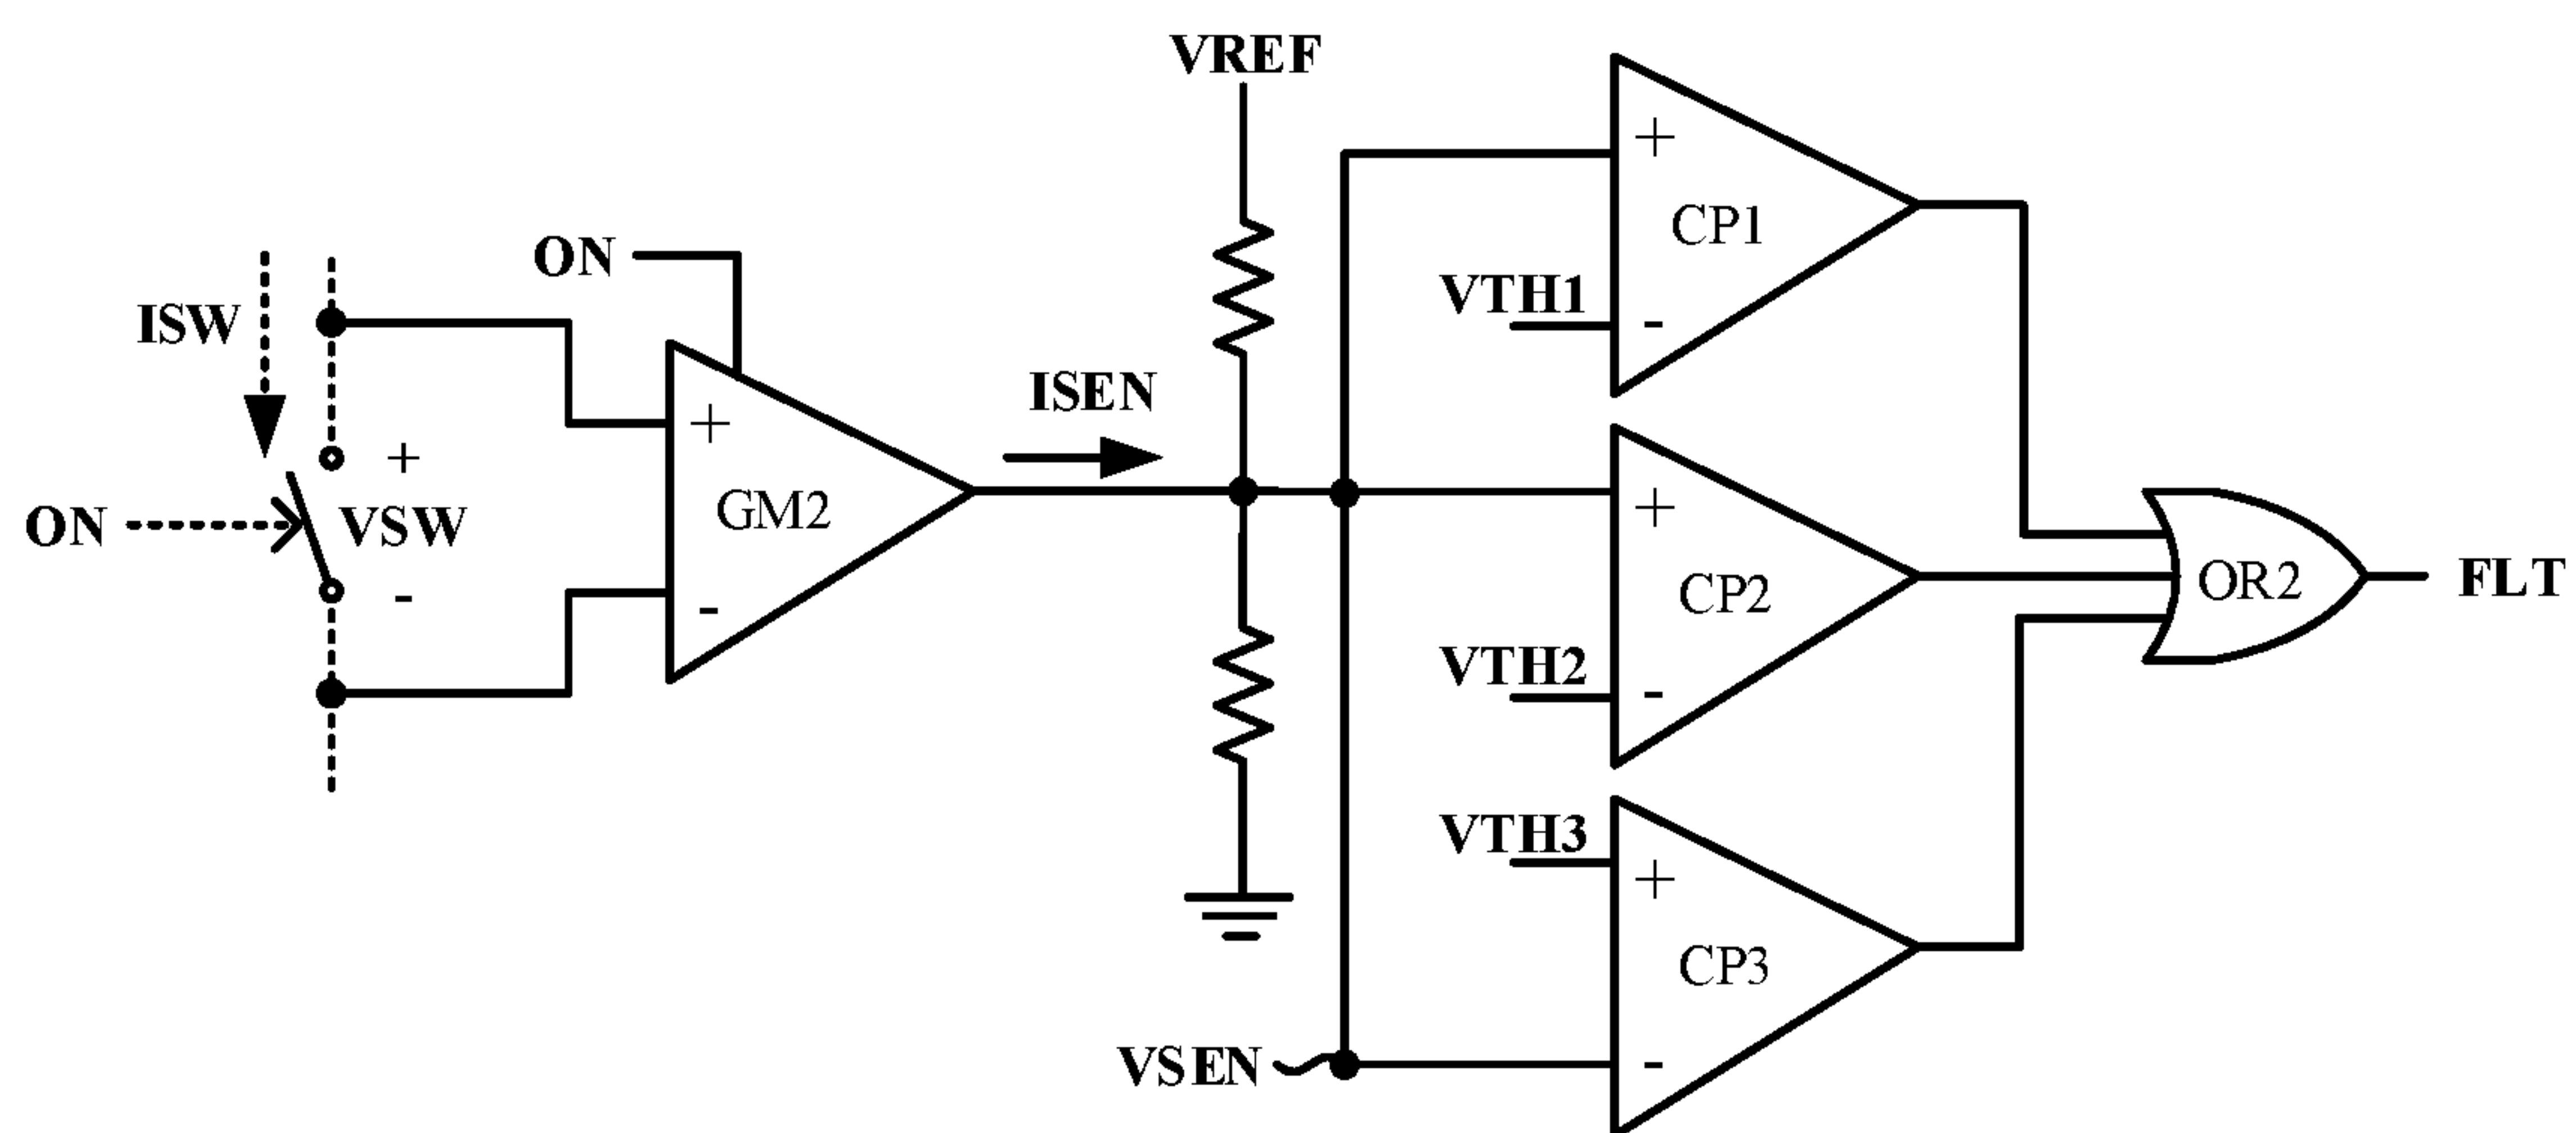 VREF
+
CP1
ON
ISW
VTH1
-
ISEN
+
+
GM2
+
ON
VSW
CP2
OR2
FLT
-
-
VTH2
-
VTH3
+
CP3
VSEN
-